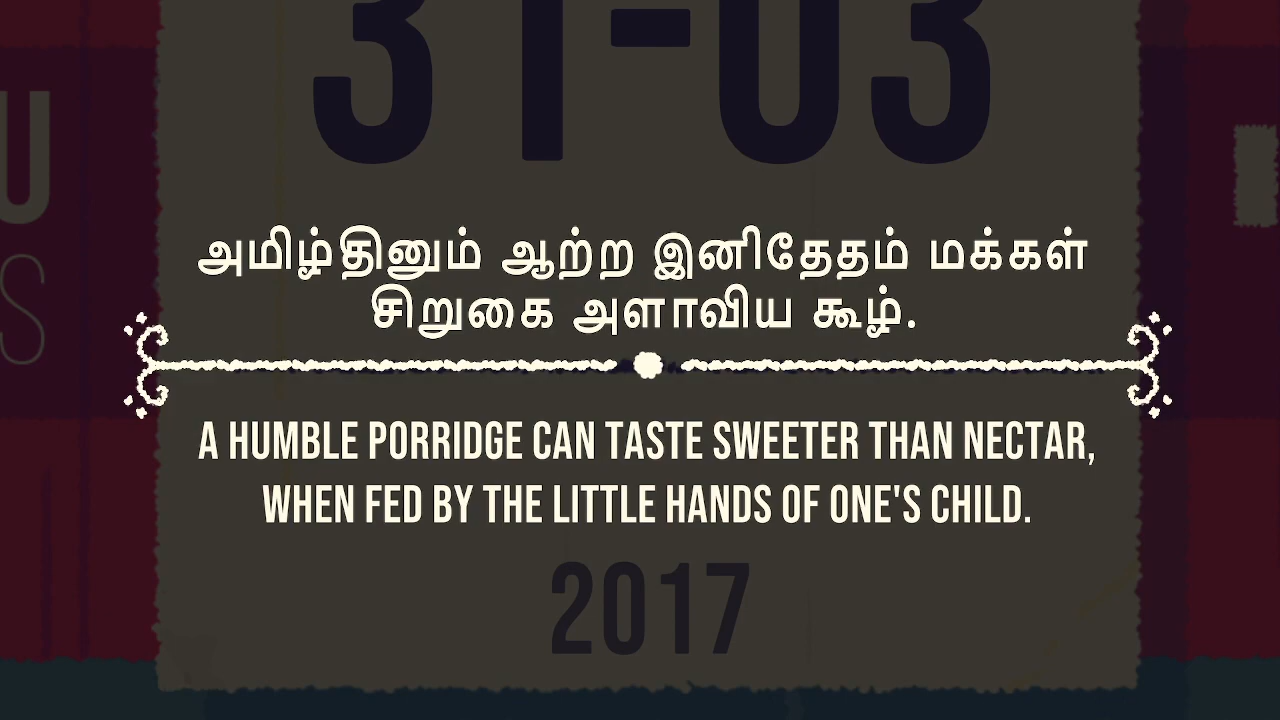 31-03
U
S
அமிழ்தினும் ஆற்ற இனிதேதம் மக்கள்
சிறுகை அளாவிய கூழ்.
A HUMBLE PORRIDGE CAN TASTE SWEETER THAN NECTAR,
WHEN FED BY THE LITTLE HANDS OF ONE'S CHILD.
2017